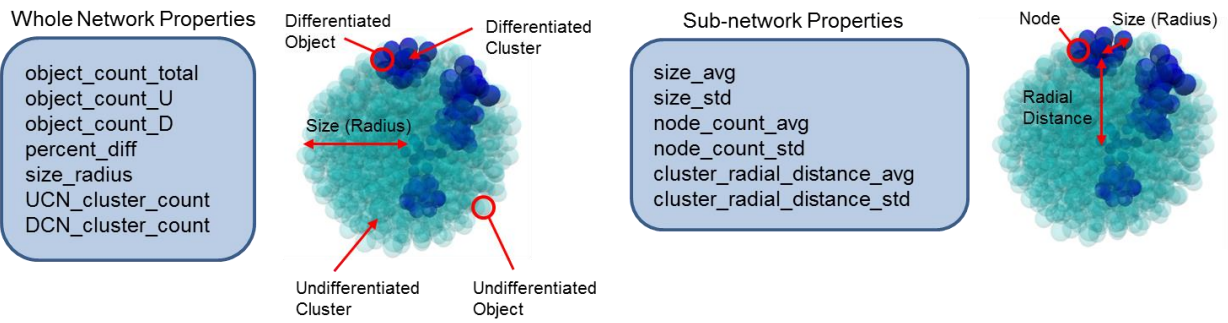 Whole Network Properties
object_count_total
object_count_U
object_count_D
percent_diff
size_radius
UCN_cluster_count
DCN_cluster_count
Differentiated
Object
Differentiated
Cluster
Size (Radius)
Undifferentiated
Cluster
Undifferentiated
Object
Sub-network Properties
size_avg
size_std
node_count_avg
node_count_std
cluster_radial_distance_avg
cluster_radial_distance_std
Node
Size (Radius)
Radial
Distance